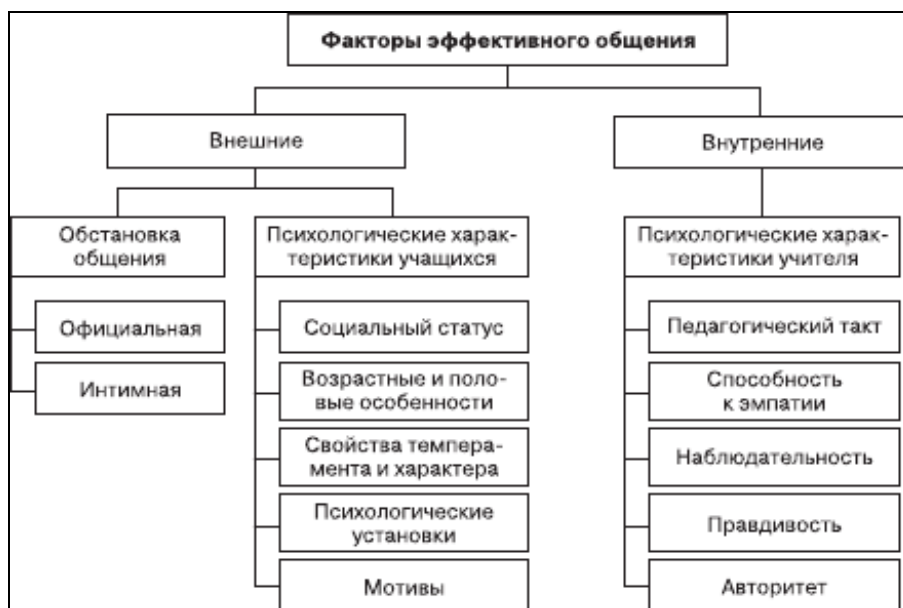 Факторы эффективного общения
Внешние
Внутренние
Обстановка
общения
Официальная
Интимная
Психологические харак-
теристики учащихся
Социальный статус
Возрастные и поло-
вые особенности
Свойства темпера-
мента и характера
Психологические
установки
Мотивы
Психологические харак-
теристики учителя
Педагогический такт
Способность
к эмпатии
Наблюдательность
Правдивость
Авторитет